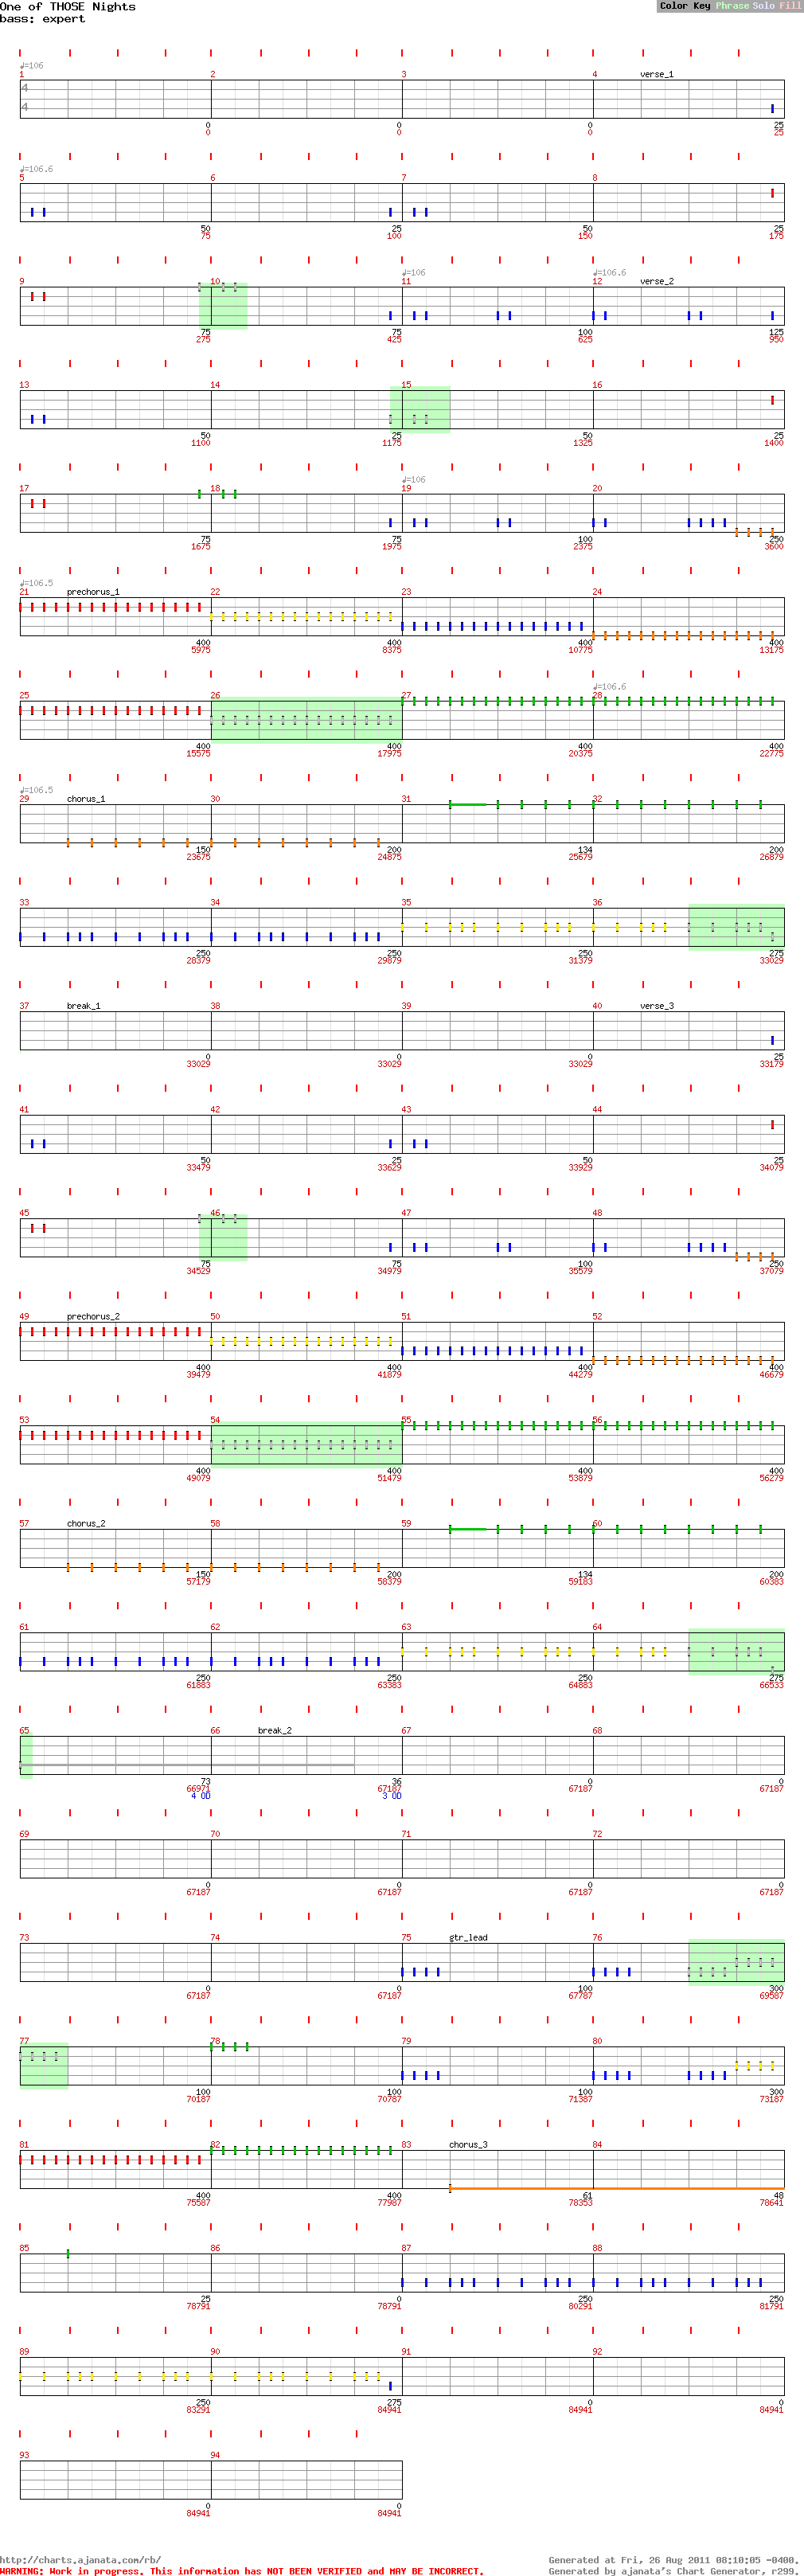 One of THOSE Nights
bass: expert
Color Key Phrase Solo Fill
♩=106
1 2 3 4 verse_1
4
4
0 0 0 25
0 0 0 25
♩=106.6
5 6 7 8
50 25 50 25
75 100 150 175
♩=106 ♩=106.6
9 10 11 12 verse_2
75 75 100 125
275 425 625 950
13 14 15 16
50 25 50 25
1100 1175 1325 1400
♩=106
17 18 19 20
75 75 100 250
1675 1975 2375 3600
♩=106.5
21 prechorus_1 22 23 24
400 400 400 400
5975 8375 10775 13175
♩=106.6
25 26 27 28
400 400 400 400
15575 17975 20375 22775
♩=106.5
29 chorus_1 30 31 32
150 200 134 200
23675 24875 25679 26879
33 34 35 36
250 250 250 275
28379 29879 31379 33029
37 break_1 38 39 40 verse_3
0 0 0 25
33029 33029 33029 33179
41 42 43 44
50 25 50 25
33479 33629 33929 34079
45 46 47 48
75 75 100 250
34529 34979 35579 37079
49 prechorus_2 50 51 52
400 400 400 400
39479 41879 44279 46679
53 54 55 56
400 400 400 400
49079 51479 53879 56279
57 chorus_2 58 59 60
150 200 134 200
57179 58379 59183 60383
61 62 63 64
250 250 250 275
61883 63383 64883 66533
65 66 break_2 67 68
73 36 0 0
66971 67187 67187 67187
4 OD 3 OD
69 70 71 72
0 0 0 0
67187 67187 67187 67187
73 74 75 gtr_lead 76
0 0 100 300
67187 67187 67787 69587
77 78 79 80
100 100 100 300
70187 70787 71387 73187
81 82 83 chorus_3 84
400 400 61 48
75587 77987 78353 78641
85 86 87 88
25 0 250 250
78791 78791 80291 81791
89 90 91 92
250 275 0 0
83291 84941 84941 84941
93 94
0 0
84941 84941
http://charts.ajanata.com/rb/ Generated at Fri, 26 Aug 2011 08:10:05 -0400.
WARNING: Work in progress. This information has NOT BEEN VERIFIED and MAY BE INCORRECT. Generated by ajanata's Chart Generator, r299.